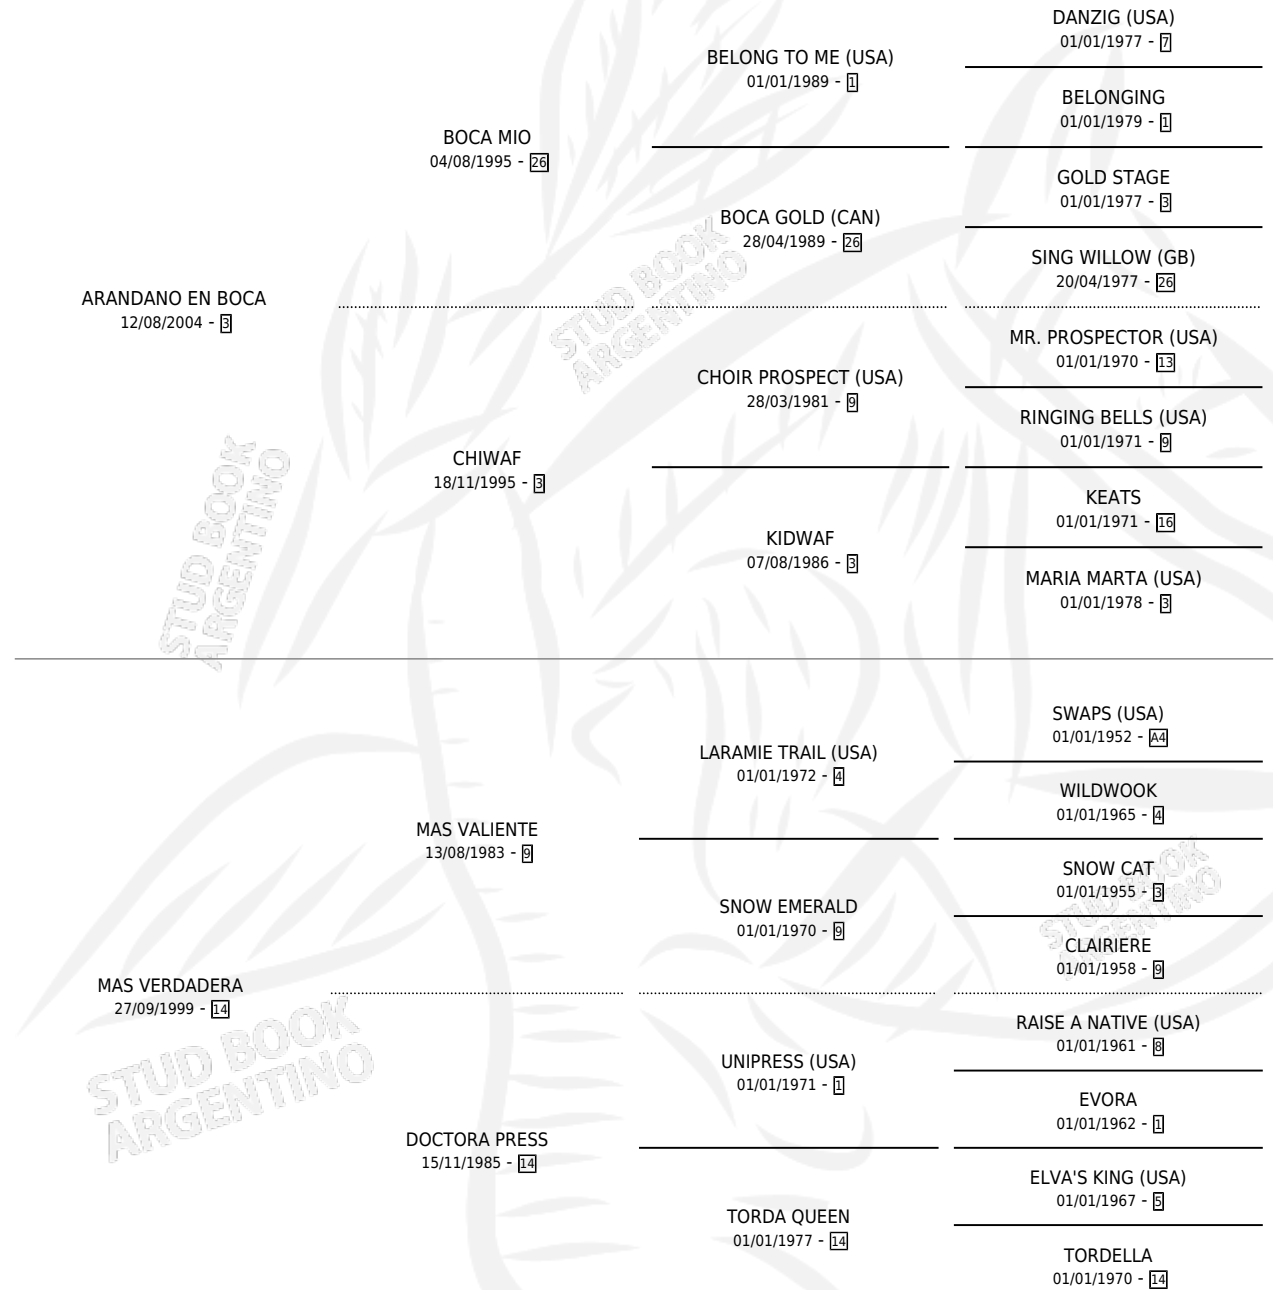 DANZIG (USA)
01/01/1977 - 7
BELONG TO ME (USA)
01/01/1989 - 1
BELONGING
01/01/1979 - 1
BOCA MIO
04/08/1995 - 26
GOLD STAGE
01/01/1977 - 3
BOCA GOLD (CAN)
28/04/1989 - 26
SING WILLOW (GB)
20/04/1977 - 26
ARANDANO EN BOCA
12/08/2004 - 3
MR. PROSPECTOR (USA)
01/01/1970 - 13
CHOIR PROSPECT (USA)
28/03/1981 - 9
RINGING BELLS (USA)
01/01/1971 - 9
CHIWAF
18/11/1995 - 3
KEATS
01/01/1971 - 16
KIDWAF
07/08/1986 - 3
MARIA MARTA (USA)
01/01/1978 - 3
SWAPS (USA)
01/01/1952 - A4
LARAMIE TRAIL (USA)
01/01/1972 - 4
WILDWOOK
01/01/1965 - 4
MAS VALIENTE
13/08/1983 - 9
SNOW CAT
01/01/1955 - 3
SNOW EMERALD
01/01/1970 - 9
CLAIRIERE
01/01/1958 - 9
MAS VERDADERA
27/09/1999 - 14
RAISE A NATIVE (USA)
01/01/1961 - 8
UNIPRESS (USA)
01/01/1971 - 1
EVORA
01/01/1962 - 1
DOCTORA PRESS
15/11/1985 - 14
ELVA'S KING (USA)
01/01/1967 - 5
TORDA QUEEN
01/01/1977 - 14
TORDELLA
01/01/1970 - 14
STUD BOOK
ARGENTINO
STUD BOOK
ARGENTINO
STUD BOOK
ARGENTINO
STUD BOOK
ARGENTINO